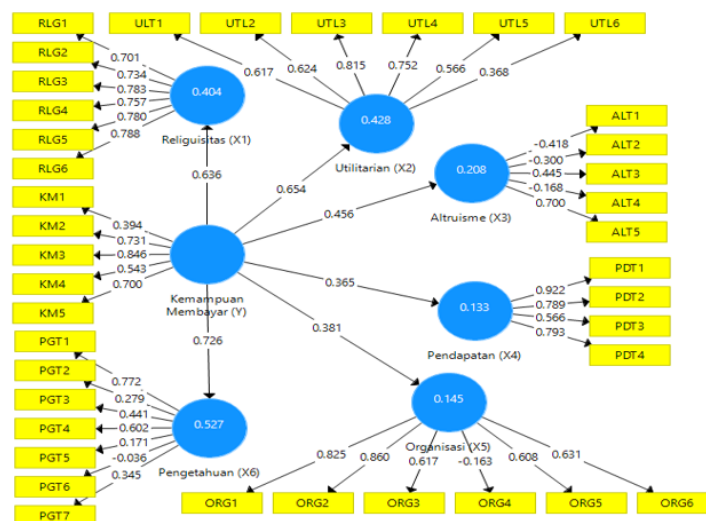 RLG1
RLG2
RLG3
RLG4
RLG5
RLG6
0.701
0.734
0.783
0.757
0.780
0.788
0.404
Religuisitas (X1)
0.636
ULT1
UTL2
UTL3
UTL4
UTL5
UTL6
0.617
0.624
0.815
0.752
0.566
0.368
0.428
Utilitarian (X2)
0.654
ALT1
ALT2
ALT3
ALT4
ALT5
-0.418
-0.300
0.445
-0.168
0.700
0.208
Altruisme (X3)
0.456
KM1
KM2
KM3
KM4
KM5
0.394
0.731
0.846
0.543
0.700
Kemampuan
Membayar (Y)
0.365
0.381
0.726
PDT1
PDT2
PDT3
PDT4
0.922
0.789
0.566
0.793
0.133
Pendapatan (X4)
PGT1
PGT2
PGT3
PGT4
PGT5
PGT6
PGT7
0.772
0.279
0.441
0.602
0.171
-0.036
0.345
0.527
Pengetahuan (X6)
0.145
Organisasi (X5)
0.825
0.860
0.617
-0.163
0.608
0.631
ORG1
ORG2
ORG3
ORG4
ORG5
ORG6